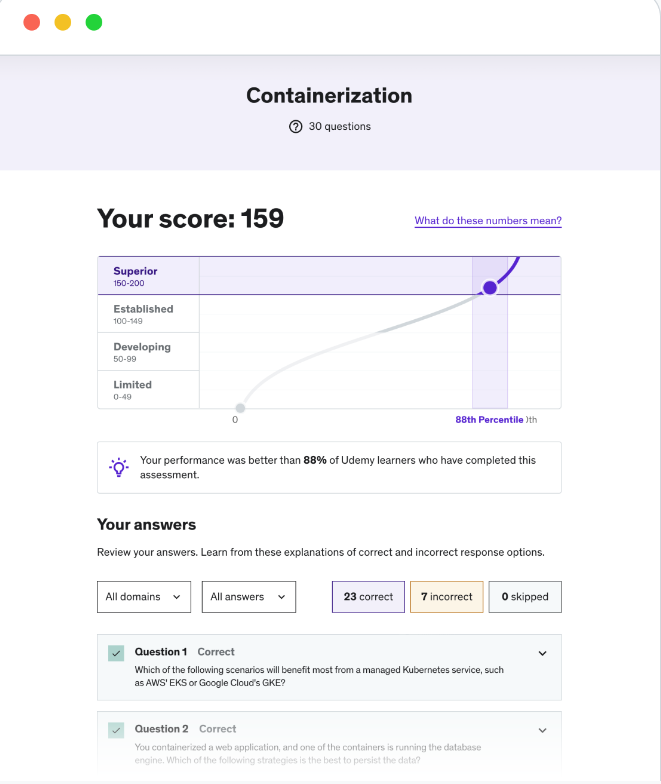 Containerization
30 questions
Your score: 159
What do these numbers mean?
Superior
150-200
Established
100-149
Developing
50-99
Limited
0-49
0
88th Percentile )th
Your performance was better than 88% of Udemy learners who have completed this
assessment.
Your answers
Review your answers. Learn from these explanations of correct and incorrect response options.
All domains
All answers
23 correct
7 incorrect
0 skipped
Question 1 Correct
Which of the following scenarios will benefit most from a managed Kubernetes service, such
as AWS' EKS or Google Cloud's GKE?
Question 2 Correct
You containerized a web application, and one of the containers is running the database
engine. Which of the following strategies is the best to persist the data?